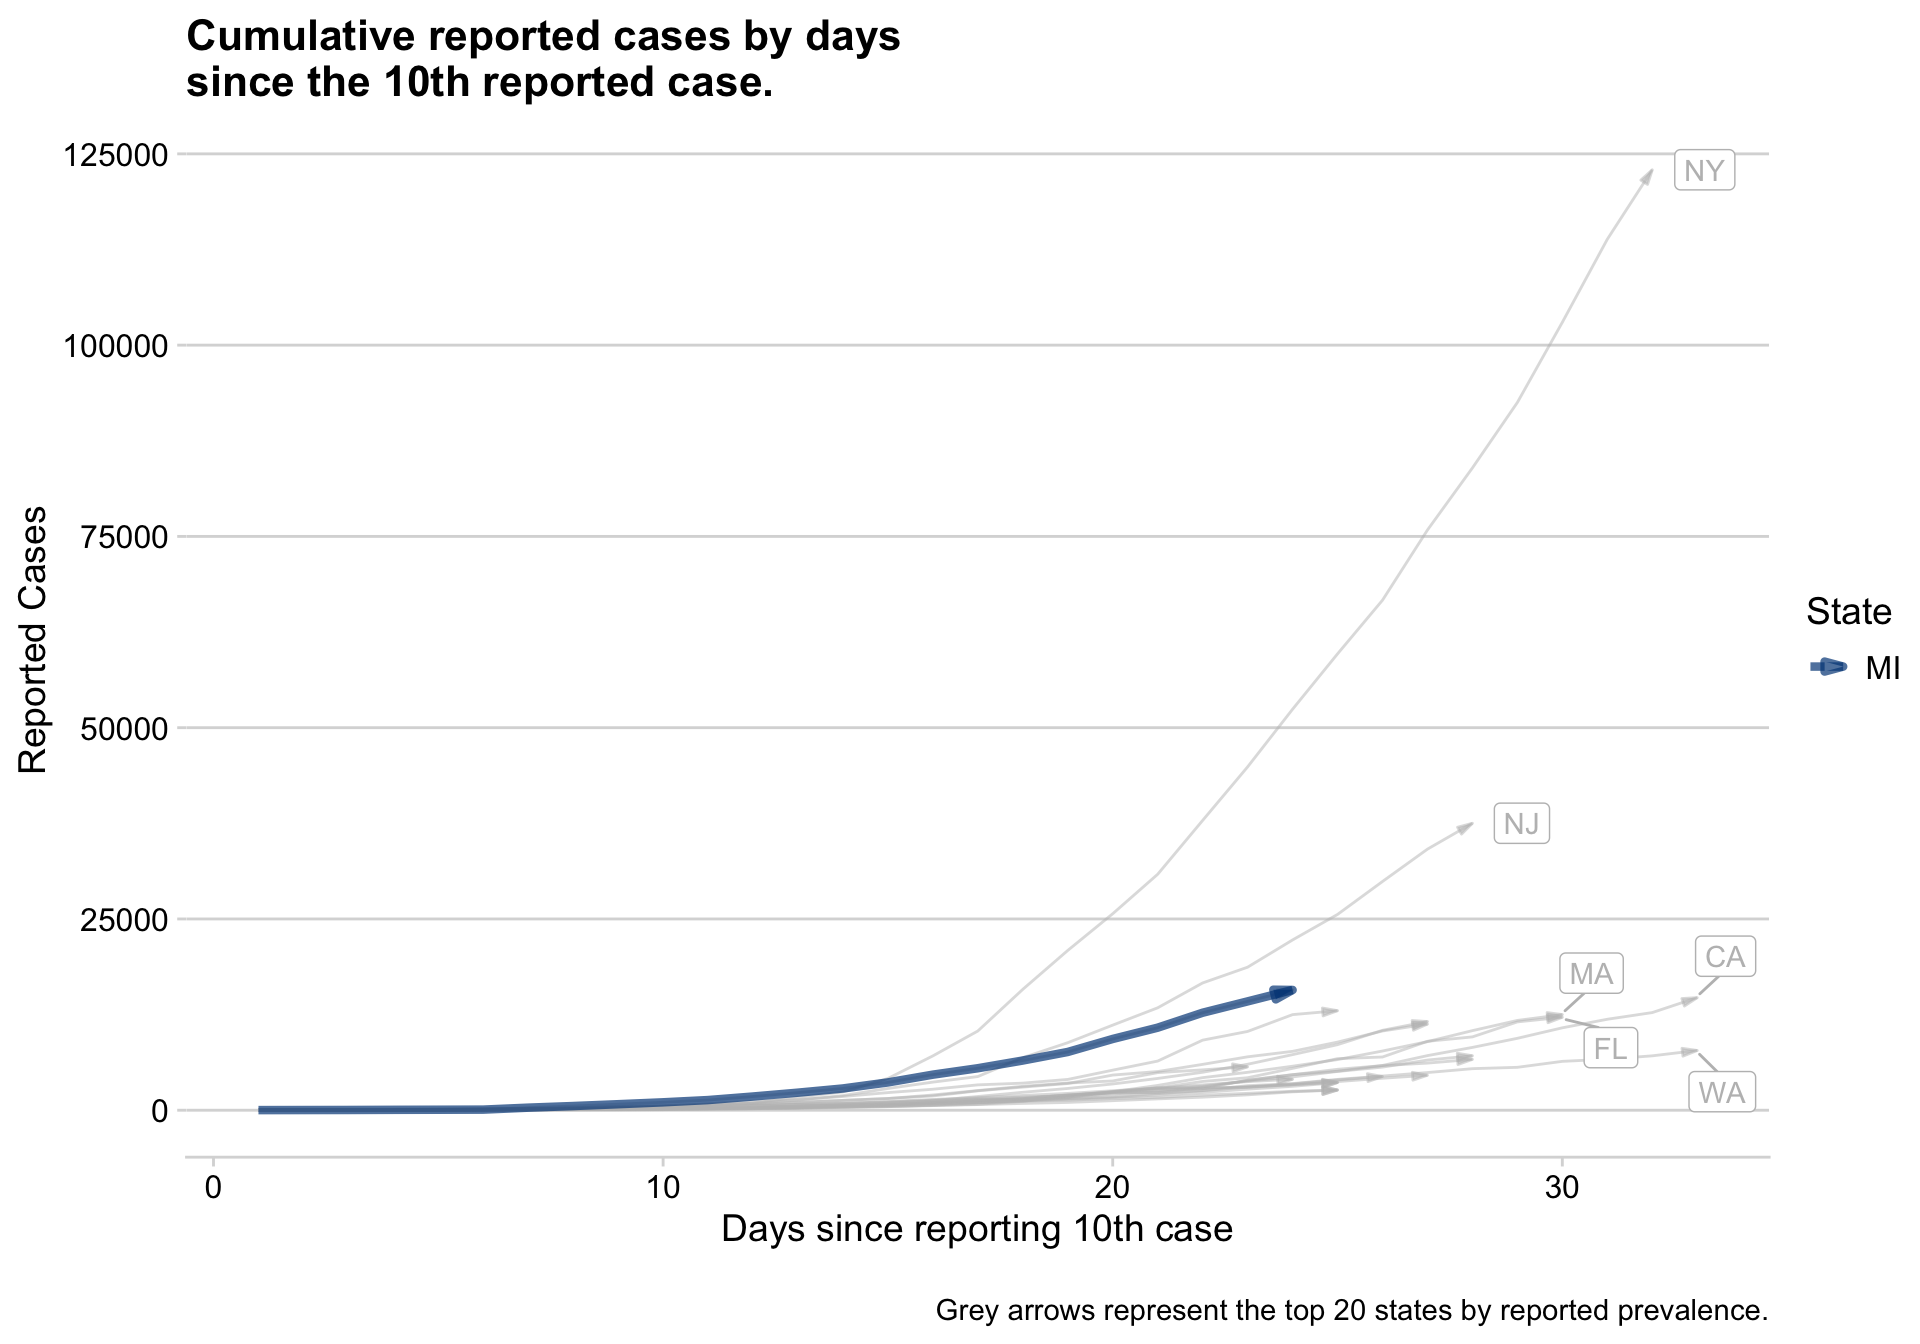 Cumulative reported cases by days
since the 10th reported case.
125000
100000
75000
50000
25000
0
Reported Cases
NY
NJ
CA
MA
FL
WA
State
MI
0
10
20
30
Days since reporting 10th case
Grey arrows represent the top 20 states by reported prevalence.